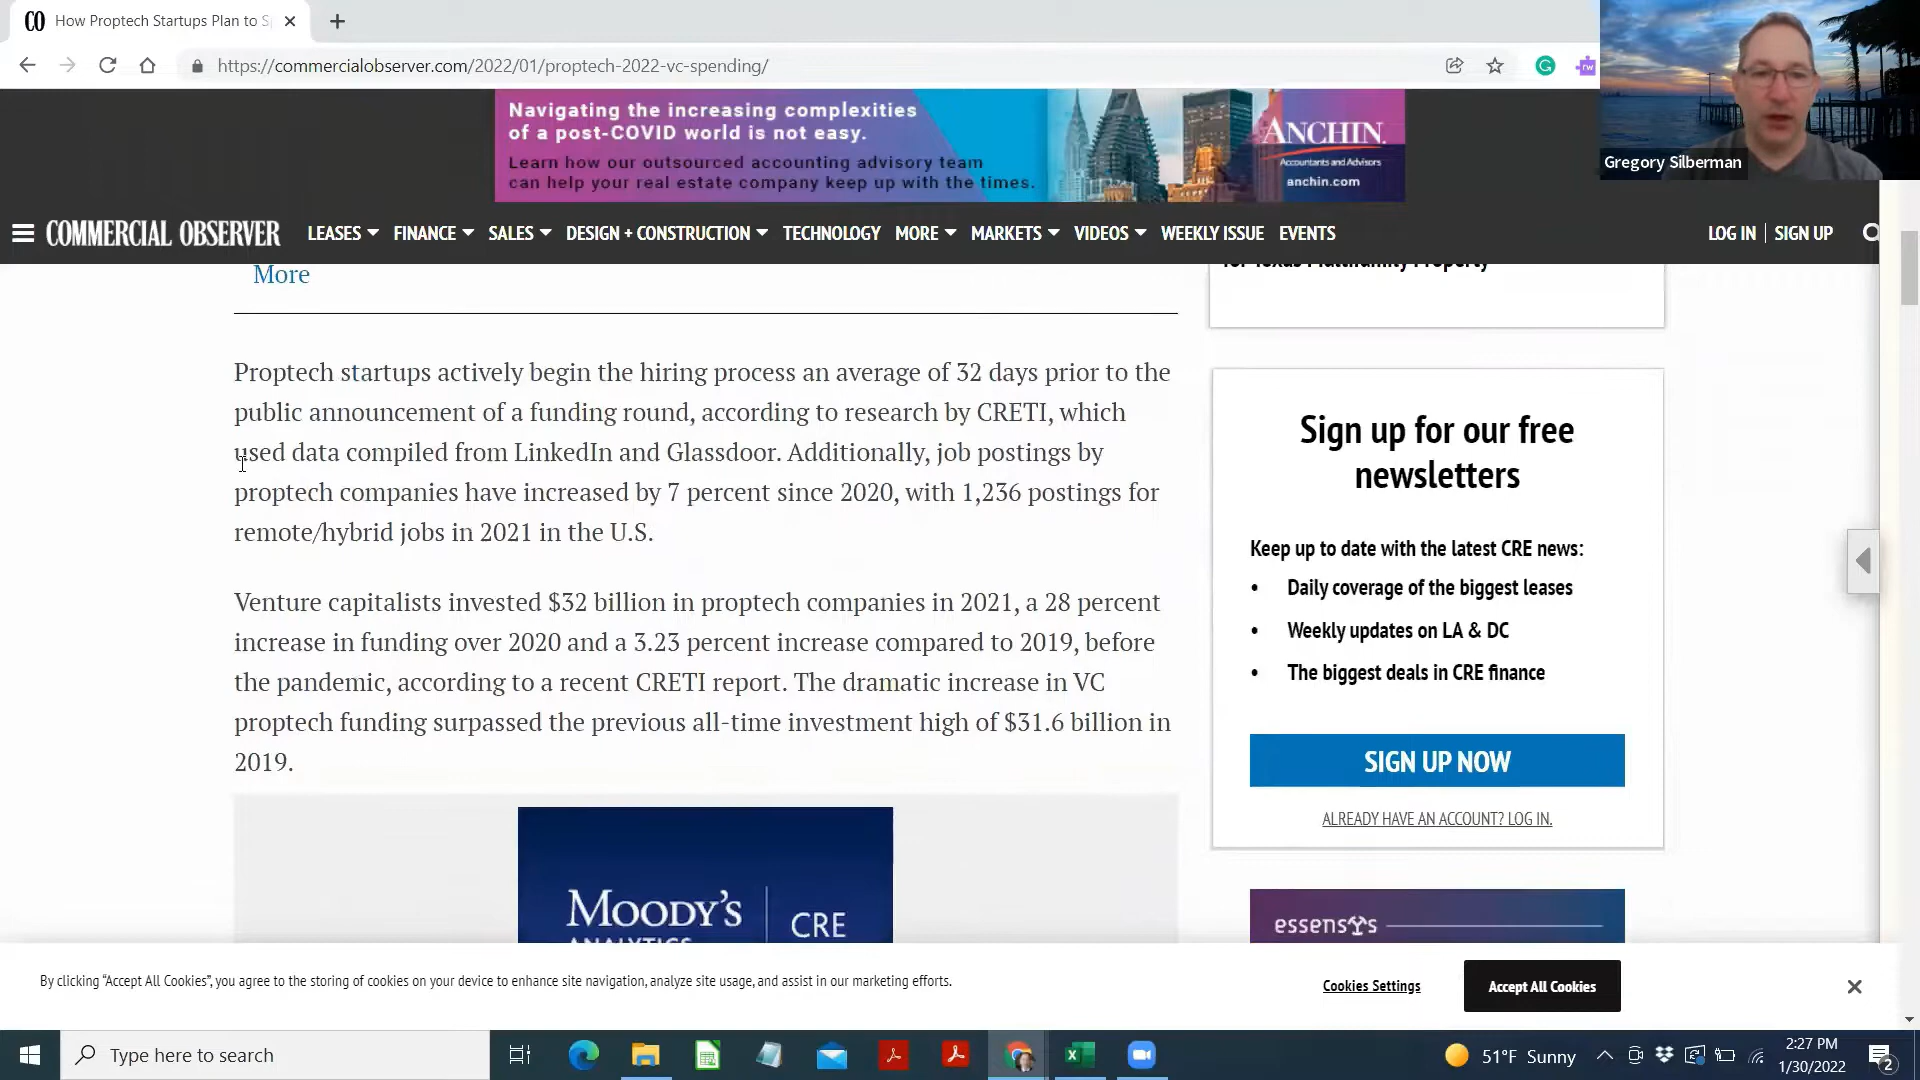 CO How Proptech Startups Plan to S
https://commercialobserver.com/2022/01/proptech-2022-vc-spending/
rw
Navigating the increasing complexities
of a post-COVID world is not easy.
Learn how our outsourced accounting advisory team
can help your real estate company keep up with the times.
ANCHIN.
Accountants and Advisors
anchin.com
Gregory Silberman
COMMERCIAL OBSERVER LEASES FINANCE SALES DESIGN + CONSTRUCTION TECHNOLOGY MORE MARKETS VIDEOS WEEKLY ISSUE EVENTS LOG IN | SIGN UP
More
for Texas Multifamily Property
Proptech startups actively begin the hiring process an average of 32 days prior to the
public announcement of a funding round, according to research by CRETI, which
used data compiled from LinkedIn and Glassdoor. Additionally, job postings by
proptech companies have increased by 7 percent since 2020, with 1,236 postings for
remote/hybrid jobs in 2021 in the U.S.
Venture capitalists invested $32 billion in proptech companies in 2021, a 28 percent
increase in funding over 2020 and a 3.23 percent increase compared to 2019, before
the pandemic, according to a recent CRETI report. The dramatic increase in VC
proptech funding surpassed the previous all-time investment high of $31.6 billion in
2019.
MOODY'S | CRE
ANALYTICS
Sign up for our free
newsletters
Keep up to date with the latest CRE news:
• Daily coverage of the biggest leases
• Weekly updates on LA & DC
• The biggest deals in CRE finance
SIGN UP NOW
ALREADY HAVE AN ACCOUNT? LOG IN.
essensys
By clicking “Accept All Cookies”, you agree to the storing of cookies on your device to enhance site navigation, analyze site usage, and assist in our marketing efforts.
Cookies Settings
Accept All Cookies
Type here to search
51°F Sunny
2:27 PM
1/30/2022
2